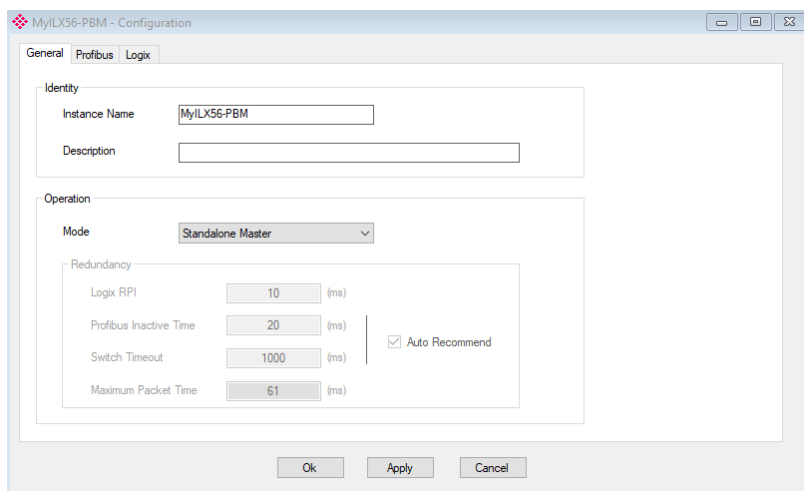 MyILX56-PBM - Configuration
General Profibus Logix
Identity
Instance Name MyILX56-PBM
Description
Operation
Mode Standalone Master
Redundancy
Logix RPI 10 (ms)
Profibus Inactive Time 20 (ms)
Auto Recommend
Switch Timeout 1000 (ms)
Maximum Packet Time 61 (ms)
Ok Apply Cancel